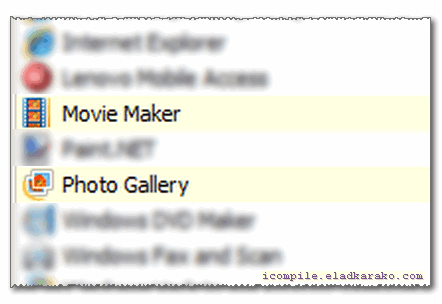 Internet Explorer
Lenovo Mobile Access
Movie Maker
Paint.NET
Photo Gallery
Windows DVD Maker
Windows Fax and Scan
icompile.eladkarako.com